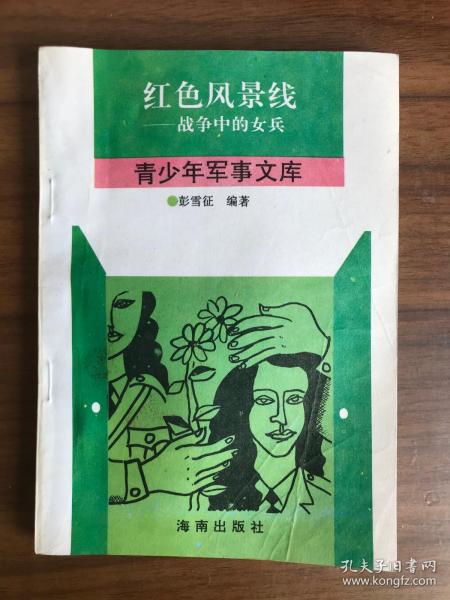 红色风景线
——战争中的女兵
青少年军事文库
彭雪征 编著
海南出版社
孔夫子旧书网
www.kongfz.com